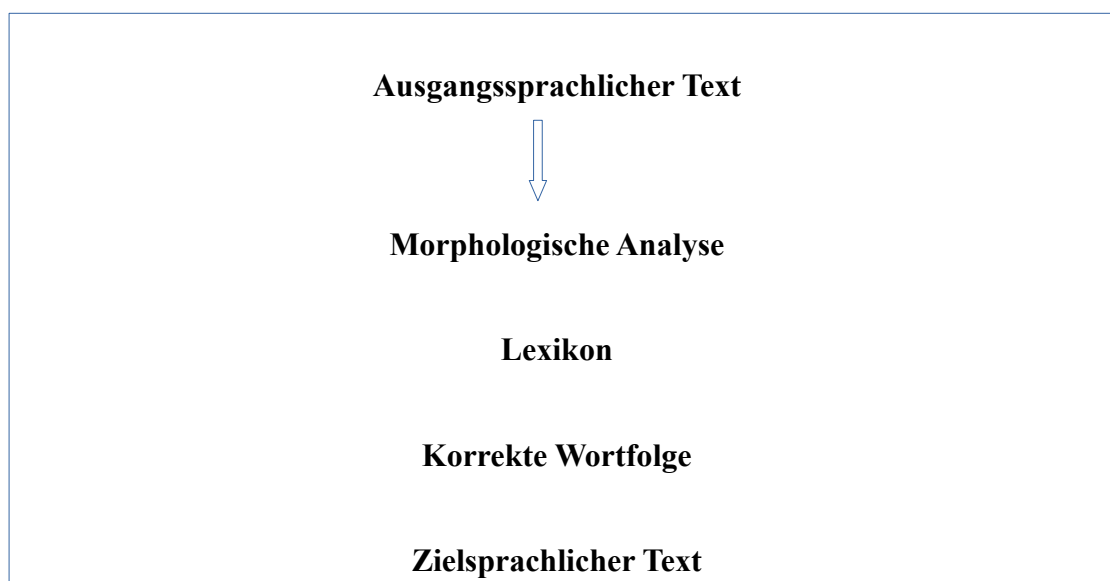 Ausgangssprachlicher Text
Morphologische Analyse
Lexikon
Korrekte Wortfolge
Zielsprachlicher Text